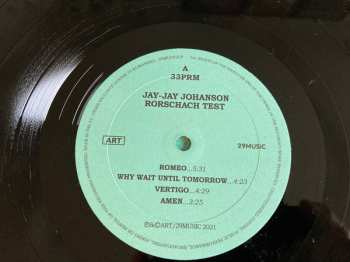 A
33PRM
JAY-JAY JOHANSON
RORSCHACH TEST
ART
29MUSIC
ROMEO...5:31
WHY WAIT UNTIL TOMORROW...4:23
VERTIGO...4:29
AMEN...3:25
℗&©ART/29MUSIC 2021